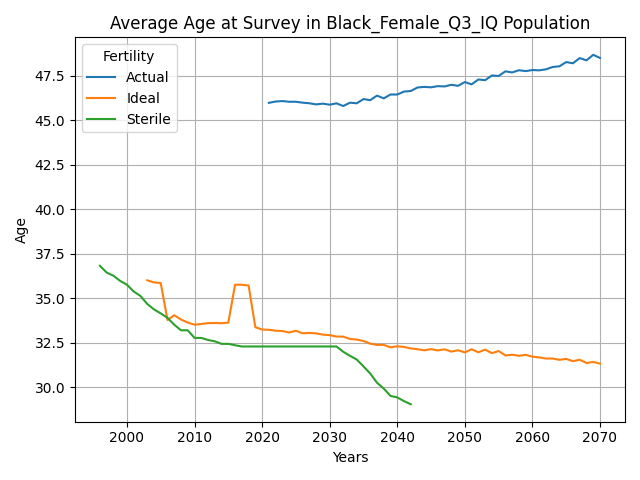 Average Age at Survey in Black_Female_Q3_IQ Population
Fertility
Actual
Ideal
Sterile
Age
47.5
45.0
42.5
40.0
37.5
35.0
32.5
30.0
2000 2010 2020 2030 2040 2050 2060 2070
Years